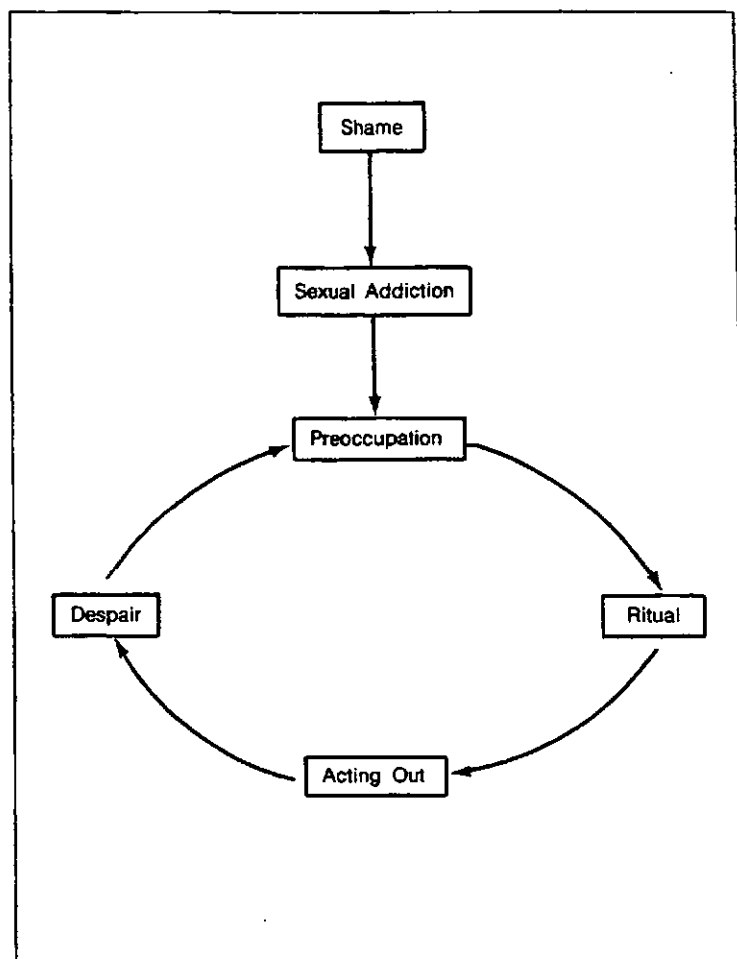 Shame
Sexual Addiction
Preoccupation
Despair
Ritual
Acting Out